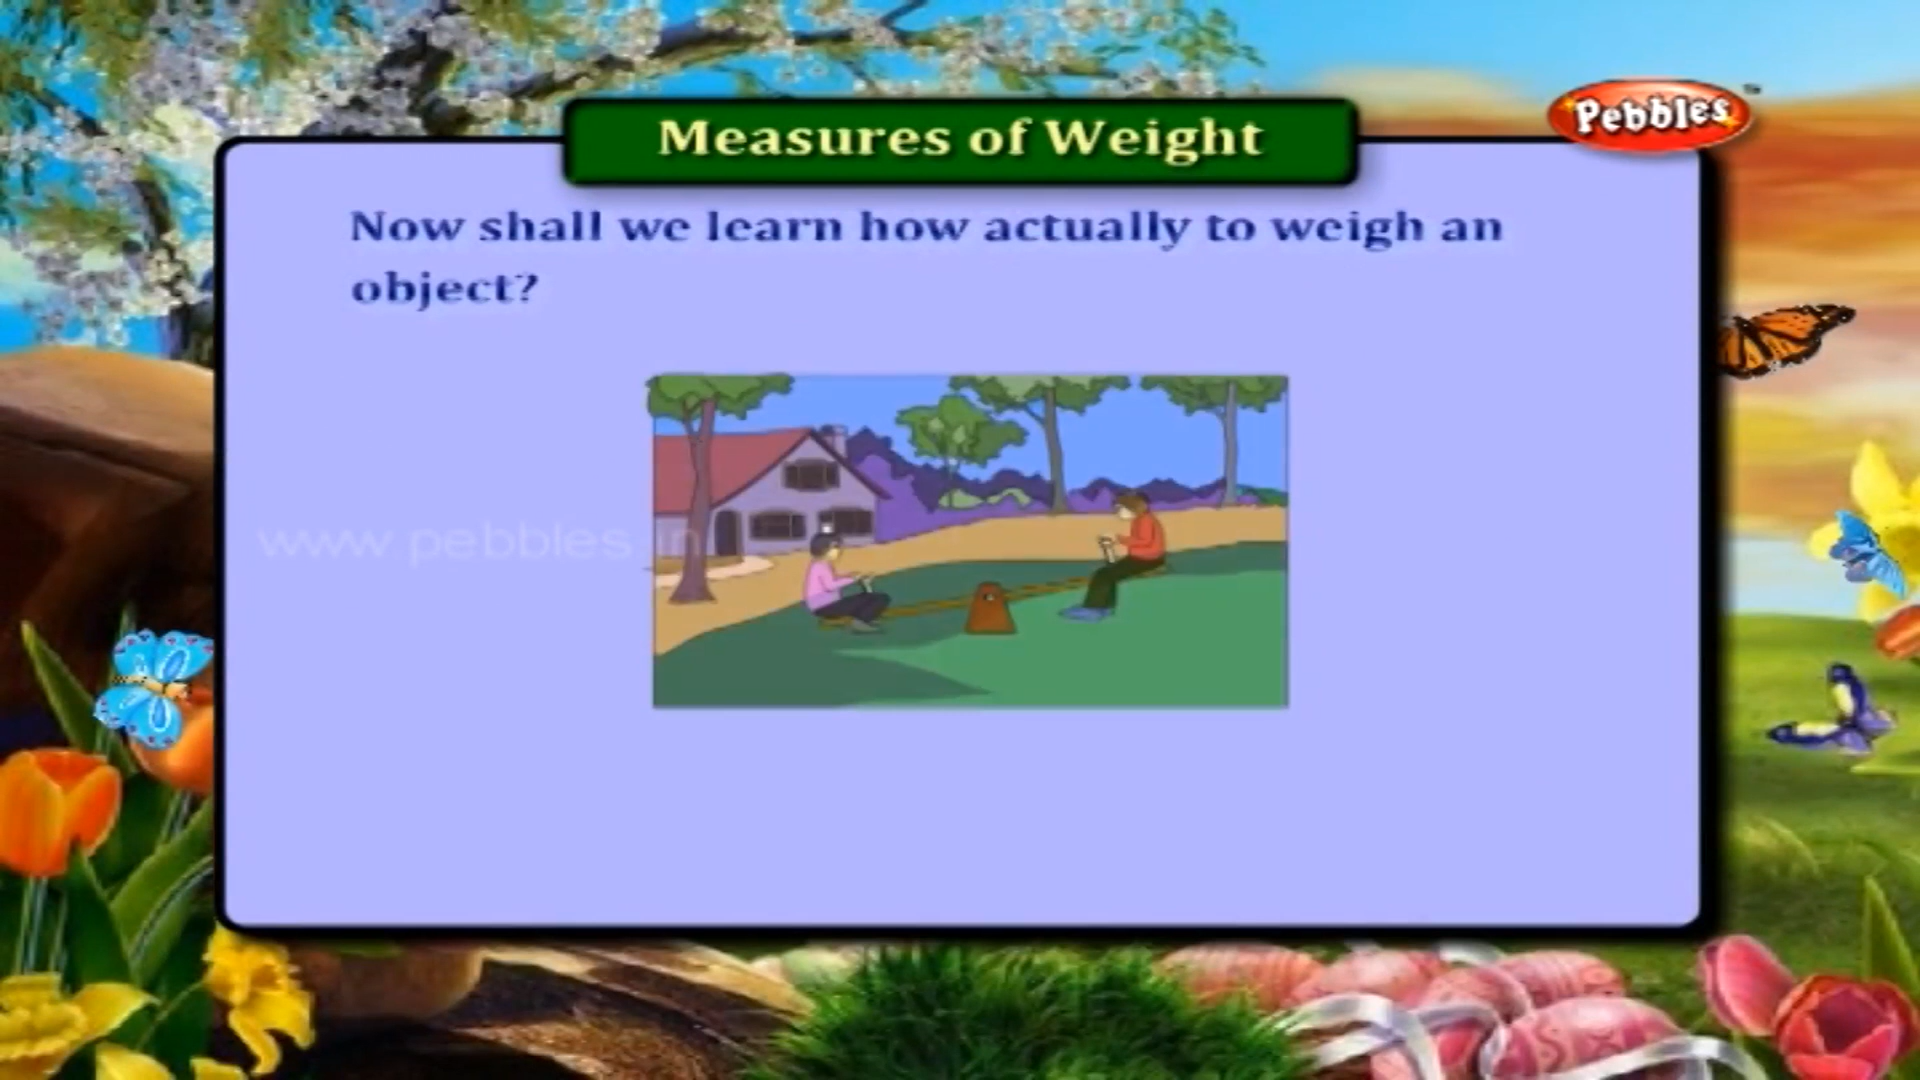 Measures of Weight
Pebbles
Now shall we learn how actually to weigh an
object?
www pebbles in